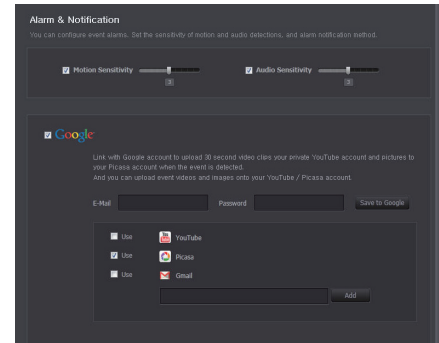 Alarm & Notification
You can configure event alarms. Set the sensitivity of motion and audio detections, and alarm notification method.
Motion Sensitivity
3
Audio Sensitivity
3
Google
Link with Google account to upload 30 second video clips your private YouTube account and pictures to
your Picasa account when the event is detected.
And you can upload event videos and images onto your YouTube / Picasa account.
E-Mail
Password
Save to Google
Use YouTube
Use Picasa
Use Gmail
Add